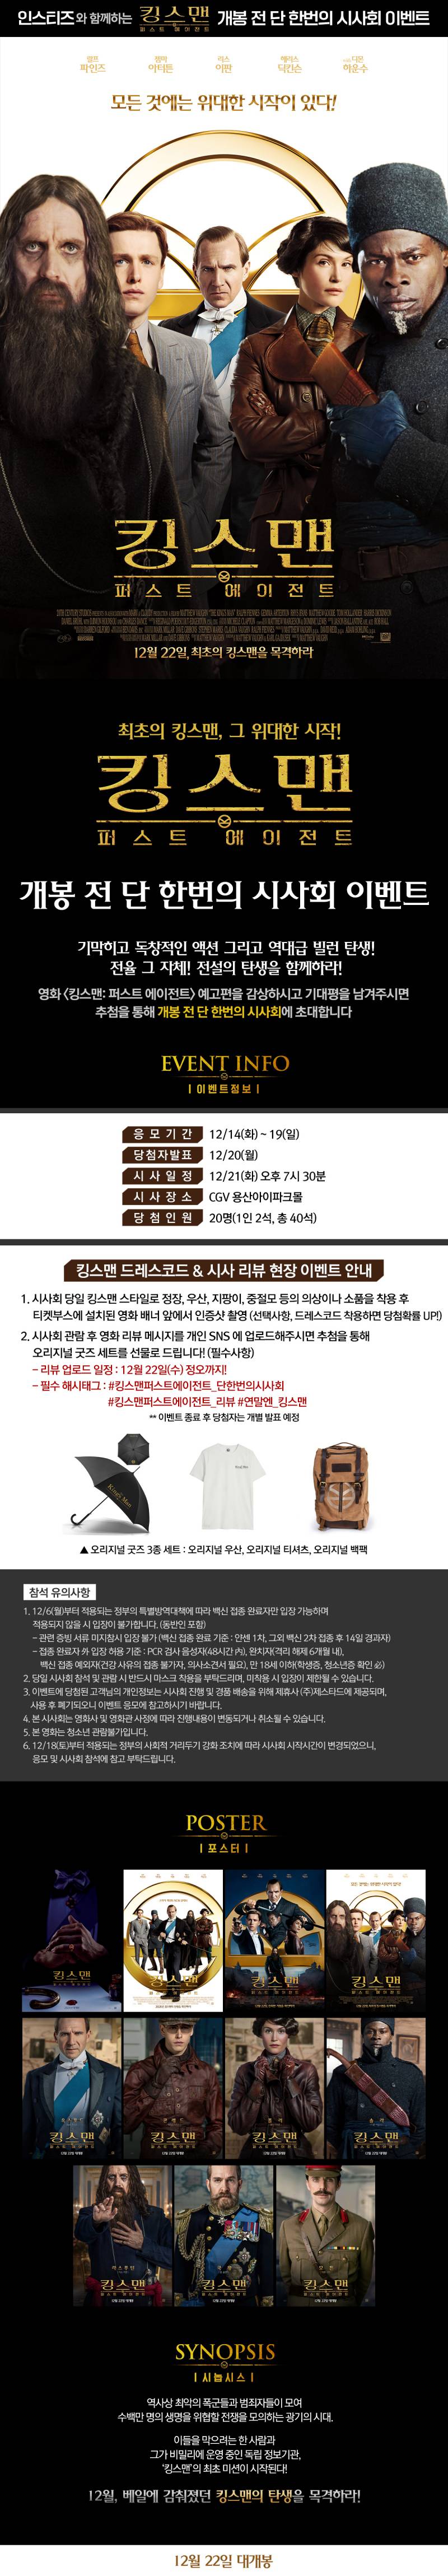 인스티즈와 함께하는 킹스맨 퍼스트 에이전트 개봉 전 단 한번의 시사회 이벤트
랄프 파인즈
젬마 아터튼
리스 이판
해리스 딕킨슨
디몬 하운수
모든 것에는 위대한 시작이 있다!
킹스맨
퍼스트 에이전트
12월 22일, 최초의 킹스맨을 목격하라
최초의 킹스맨, 그 위대한 시작!
킹스맨
퍼스트 에이전트
개봉 전 단 한번의 시사회 이벤트
기막히고 독창적인 액션 그리고 역대급 빌런 탄생!
전율 그 자체! 전설의 탄생을 함께하라!
영화 <킹스맨: 퍼스트 에이전트> 예고편을 감상하시고 기대평을 남겨주시면
추첨을 통해 개봉 전 단 한번의 시사회에 초대합니다
EVENT INFO
| 이벤트정보 |
응 모 기 간 12/14(화) ~ 19(일)
당첨자발표 12/20(월)
시 사 일 정 12/21(화) 오후 7시 30분
시 사 장 소 CGV 용산아이파크몰
당 첨 인 원 20명(1인 2석, 총 40석)
킹스맨 드레스코드 & 시사 리뷰 현장 이벤트 안내
1. 시사회 당일 킹스맨 스타일로 정장, 우산, 지팡이, 중절모 등의 의상이나 소품을 착용 후
티켓부스에 설치된 영화 배너 앞에서 인증샷 촬영 (선택사항, 드레스코드 착용하면 당첨확률 UP!)
2. 시사회 관람 후 영화 리뷰 메시지를 개인 SNS 에 업로드해주시면 추첨을 통해
오리지널 굿즈 세트를 선물로 드립니다! (필수사항)
- 리뷰 업로드 일정 : 12월 22일(수) 정오까지!
- 필수 해시태그 : #킹스맨퍼스트에이전트_단한번의시사회
#킹스맨퍼스트에이전트_리뷰 #연말엔_킹스맨
** 이벤트 종료 후 당첨자는 개별 발표 예정
▲ 오리지널 굿즈 3종 세트 : 오리지널 우산, 오리지널 티셔츠, 오리지널 백팩
참석 유의사항
1. 12/6(월)부터 적용되는 정부의 특별방역대책에 따라 백신 접종 완료자만 입장 가능하며
적용되지 않을 시 입장이 불가합니다. (동반인 포함)
- 관련 증빙 서류 미지참시 입장 불가 (백신 접종 완료 기준 : 얀센 1차, 그외 백신 2차 접종 후 14일 경과자)
- 접종 완료자 外 입장 허용 기준 : PCR 검사 음성자(48시간 內), 완치자(격리 해제 6개월 내),
백신 접종 예외자(건강 사유의 접종 불가자, 의사소견서 필요), 만 18세 이하(학생증, 청소년증 확인 必)
2. 당일 시사회 참석 및 관람 시 반드시 마스크 착용을 부탁드리며, 미착용 시 입장이 제한될 수 있습니다.
3. 이벤트에 당첨된 고객님의 개인정보는 시사회 진행 및 경품 배송을 위해 제휴사 (주)제스타드에 제공되며,
사용 후 폐기되오니 이벤트 응모에 참고하시기 바랍니다.
4. 본 시사회는 영화사 및 영화관 사정에 따라 진행내용이 변동되거나 취소될 수 있습니다.
5. 본 영화는 청소년 관람불가입니다.
6. 12/18(토)부터 적용되는 정부의 사회적 거리두기 강화 조치에 따라 시사회 시작시간이 변경되었으니,
응모 및 시사회 참석에 참고 부탁드립니다.
POSTER
| 포스터 |
킹스맨
킹스맨
킹스맨
킹스맨
킹스맨
킹스맨
킹스맨
킹스맨
라스푸틴
킹스맨
킹스맨
킹스맨
SYNOPSIS
| 시놉시스 |
역사상 최악의 폭군들과 범죄자들이 모여
수백만 명의 생명을 위협할 전쟁을 모의하는 광기의 시대.
이들을 막으려는 한 사람과
그가 비밀리에 운영 중인 독립 정보기관,
'킹스맨'의 최초 미션이 시작된다!
12월, 베일에 감춰졌던 킹스맨의 탄생을 목격하라!
12월 22일 대개봉